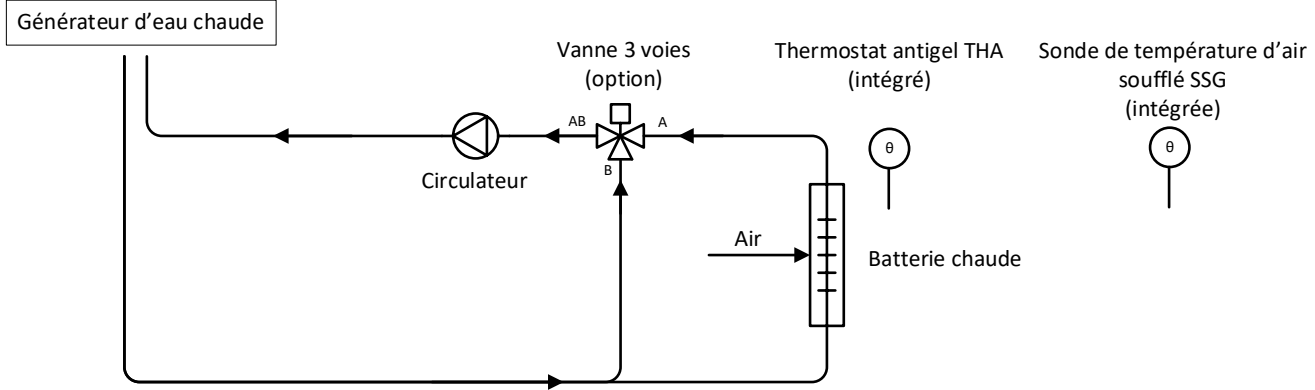 Générateur d’eau chaude
Vanne 3 voies
(option)
Thermostat antigel THA
(intégré)
Sonde de température d’air
soufflé SSG
(intégrée)
AB
A
B
θ
θ
Circulateur
Air
Batterie chaude